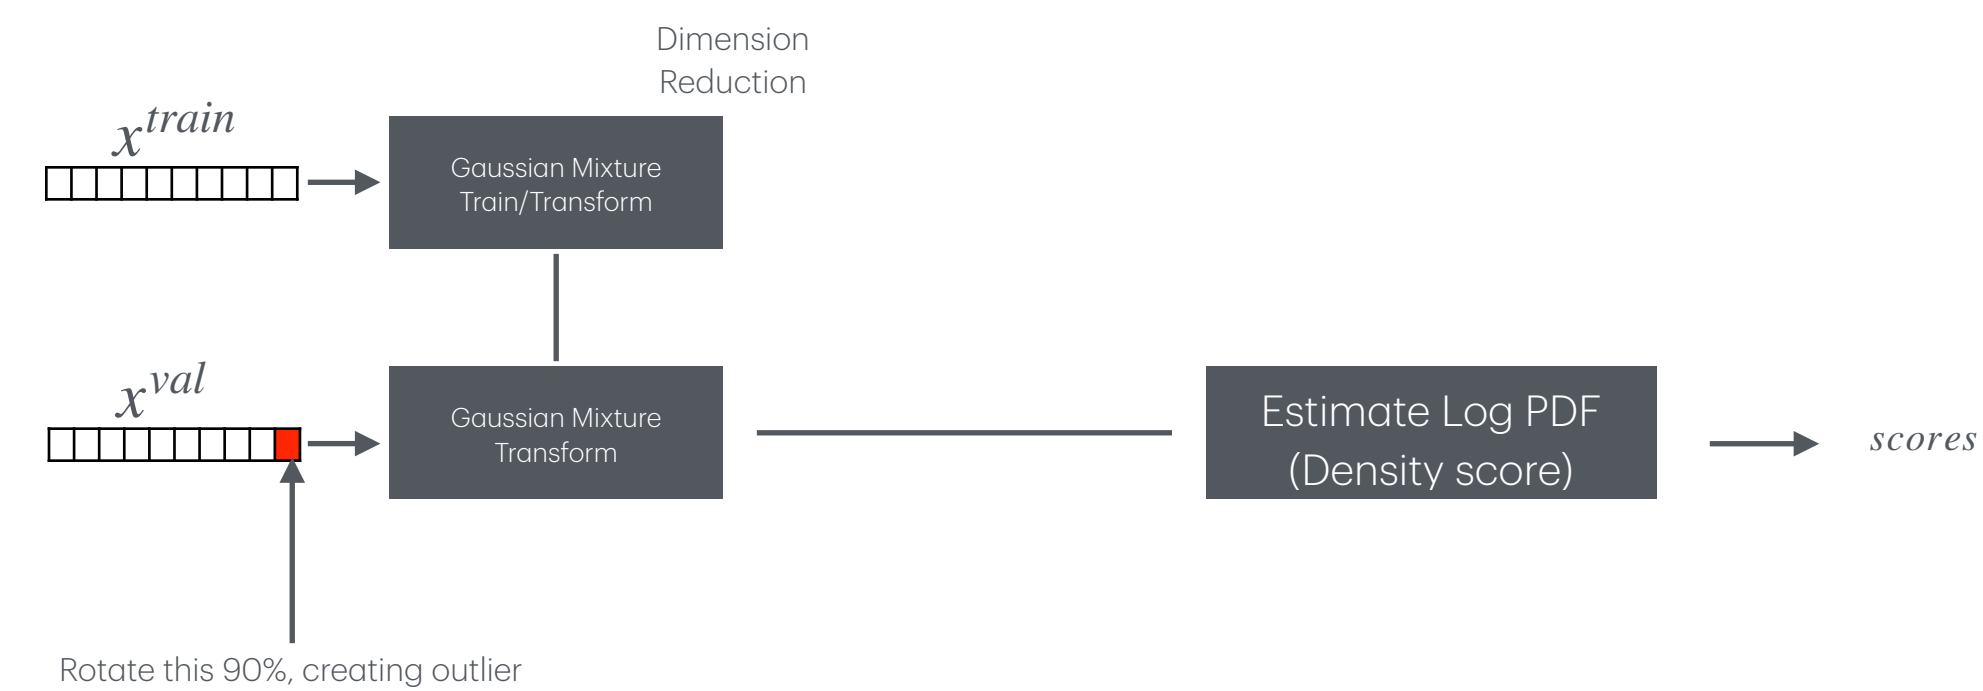 Dimension
Reduction
x^train
Gaussian Mixture
Train/Transform
x^val
Gaussian Mixture
Transform
Estimate Log PDF
(Density score)
scores
Rotate this 90%, creating outlier